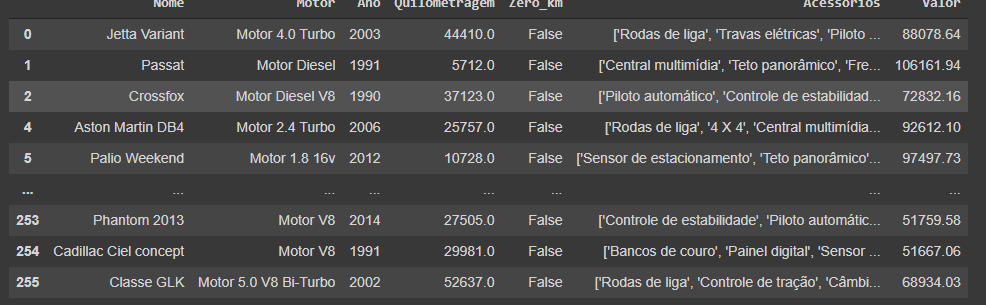 Nome Motor Ano Quilometragem Zero_km Acessórios Valor
0 Jetta Variant Motor 4.0 Turbo 2003 44410.0 False ['Rodas de liga', 'Travas elétricas', 'Piloto ... 88078.64
1 Passat Motor Diesel 1991 5712.0 False ['Central multimídia', 'Teto panorâmico', 'Fre... 106161.94
2 Crossfox Motor Diesel V8 1990 37123.0 False ['Piloto automático', 'Controle de estabilidad... 72832.16
4 Aston Martin DB4 Motor 2.4 Turbo 2006 25757.0 False ['Rodas de liga', '4 X 4', 'Central multimídia... 92612.10
5 Palio Weekend Motor 1.8 16v 2012 10728.0 False ['Sensor de estacionamento', 'Teto panorâmico'... 97497.73
... ... ... ... ... ... ... ...
253 Phantom 2013 Motor V8 2014 27505.0 False ['Controle de estabilidade', 'Piloto automátic... 51759.58
254 Cadillac Ciel concept Motor V8 1991 29981.0 False ['Bancos de couro', 'Painel digital', 'Sensor ... 51667.06
255 Classe GLK Motor 5.0 V8 Bi-Turbo 2002 52637.0 False ['Rodas de liga', 'Controle de tração', 'Câmbi... 68934.03